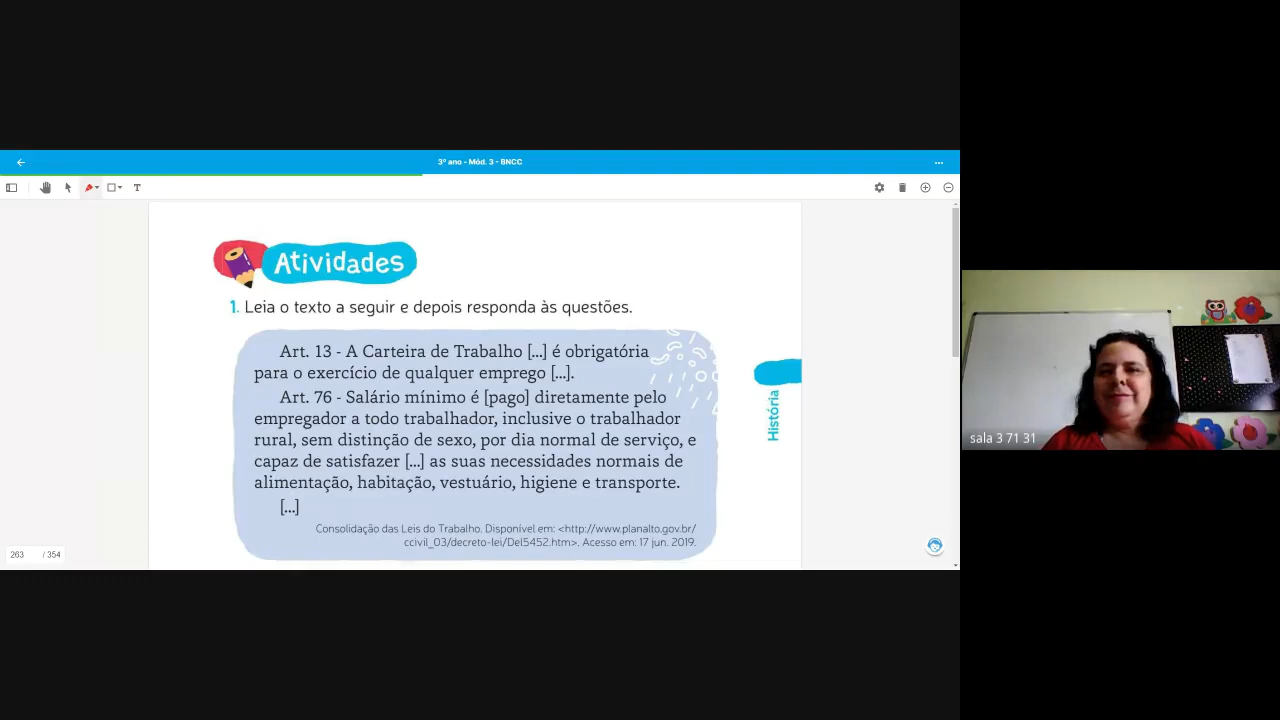 3º ano - Mód. 3 - BNCC
T
Atividades
1. Leia o texto a seguir e depois responda às questões.
Art. 13 - A Carteira de Trabalho [...] é obrigatória
para o exercício de qualquer emprego [...].
Art. 76 - Salário mínimo é [pago] diretamente pelo
empregador a todo trabalhador, inclusive o trabalhador
rural, sem distinção de sexo, por dia normal de serviço, e
capaz de satisfazer [...] as suas necessidades normais de
alimentação, habitação, vestuário, higiene e transporte.
[...]
Consolidação das Leis do Trabalho. Disponível em: <http://www.planalto.gov.br/
ccivil_03/decreto-lei/Del5452.htm>. Acesso em: 17 jun. 2019.
História
263 / 354
sala 3 71 31